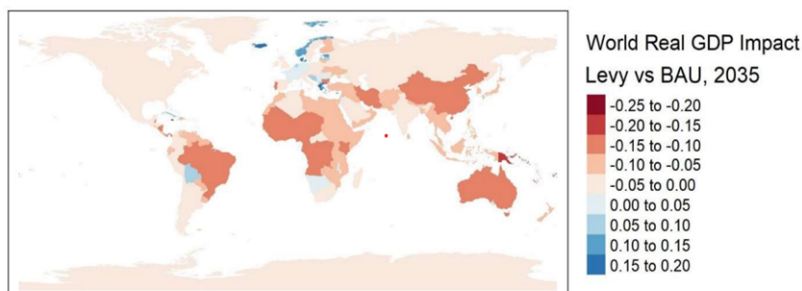 World Real GDP Impact
Levy vs BAU, 2035
-0.25 to -0.20
-0.20 to -0.15
-0.15 to -0.10
-0.10 to -0.05
-0.05 to 0.00
0.00 to 0.05
0.05 to 0.10
0.10 to 0.15
0.15 to 0.20